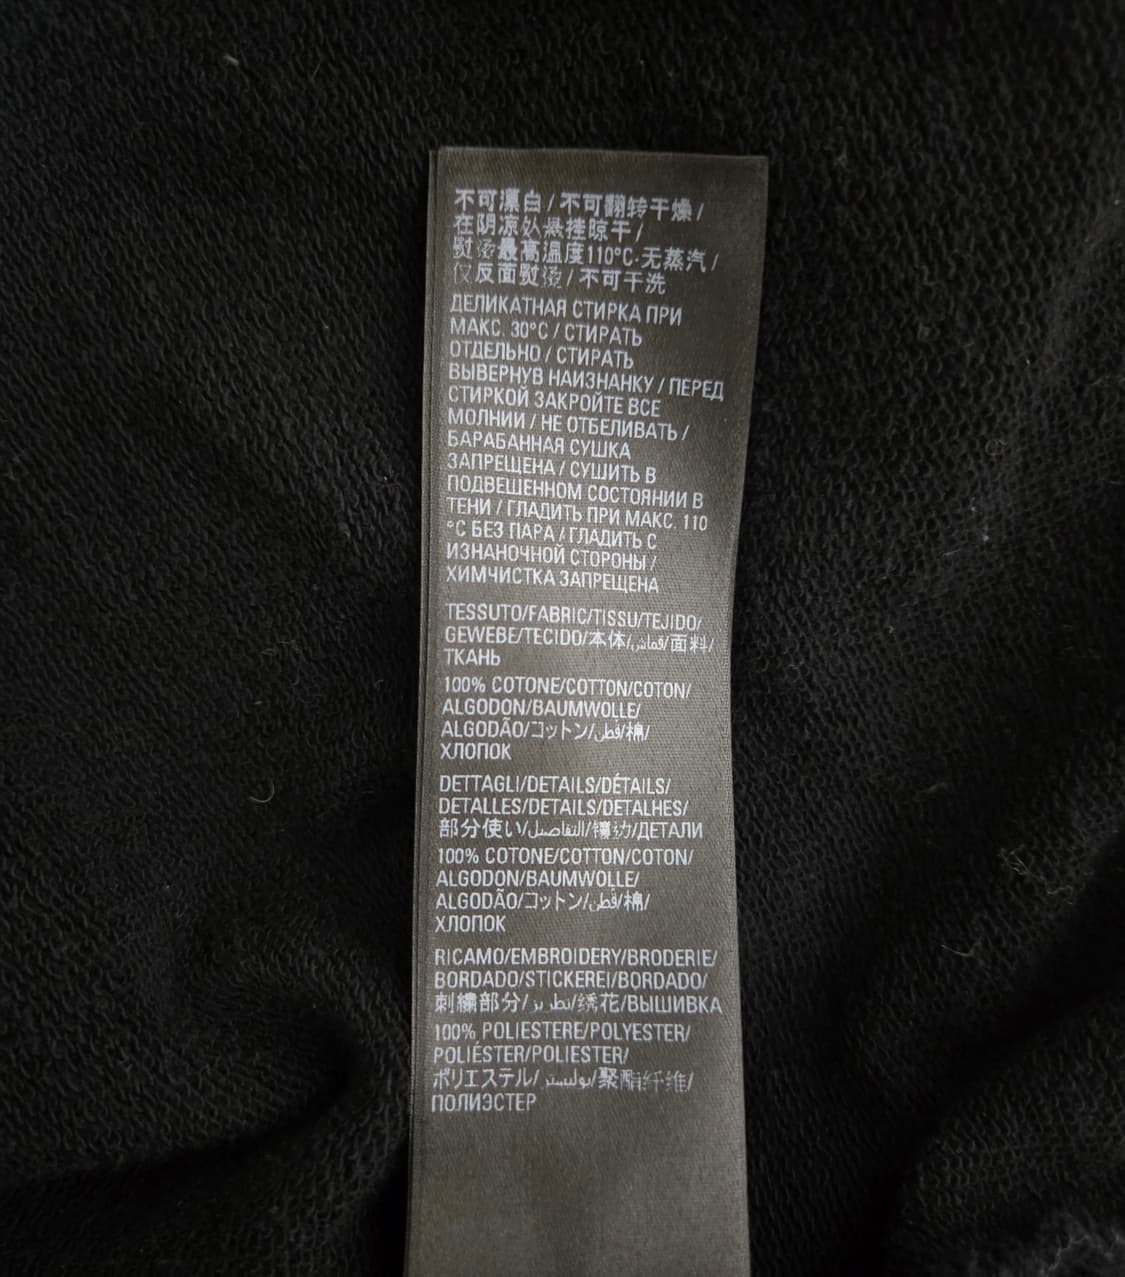 不可漂白 / 不可翻转干燥 /
在阴凉处悬挂晾干 /
熨烫最高温度110°C-无蒸汽 /
仅反面熨烫 / 不可干洗
ДЕЛИКАТНАЯ СТИРКА ПРИ
МАКС. 30°С / СТИРАТЬ
ОТДЕЛЬНО / СТИРАТЬ
ВЫВЕРНУВ НАИЗНАНКУ / ПЕРЕД
СТИРКОЙ ЗАКРОЙТЕ ВСЕ
МОЛНИИ / НЕ ОТБЕЛИВАТЬ /
БАРАБАННАЯ СУШКА
ЗАПРЕЩЕНА / СУШИТЬ В
ПОДВЕШЕННОМ СОСТОЯНИИ В
ТЕНИ / ГЛАДИТЬ ПРИ МАКС. 110
°С БЕЗ ПАРА / ГЛАДИТЬ С
ИЗНАНОЧНОЙ СТОРОНЫ /
ХИМЧИСТКА ЗАПРЕЩЕНА
TESSUTO/FABRIC/TISSU/TEJIDO/
GEWEBE/TECIDO/本体/قماش/面料/
ТКАНЬ
100% COTONE/COTTON/COTON/
ALGODON/BAUMWOLLE/
ALGODÃO/コットン/قطن/棉/
ХЛОПОК
DETTAGLI/DETAILS/DÉTAILS/
DETALLES/DETAILS/DETALHES/
部分使い/التفاصيل/镶边/ДЕТАЛИ
100% COTONE/COTTON/COTON/
ALGODON/BAUMWOLLE/
ALGODÃO/コットン/قطن/棉/
ХЛОПОК
RICAMO/EMBROIDERY/BRODERIE/
BORDADO/STICKEREI/BORDADO/
刺繍部分/تطريز/绣花/ВЫШИВКА
100% POLIESTERE/POLYESTER/
POLIÉSTER/POLIESTER/
ポリエステル/بوليستر/聚酯纤维/
ПОЛИЭСТЕР